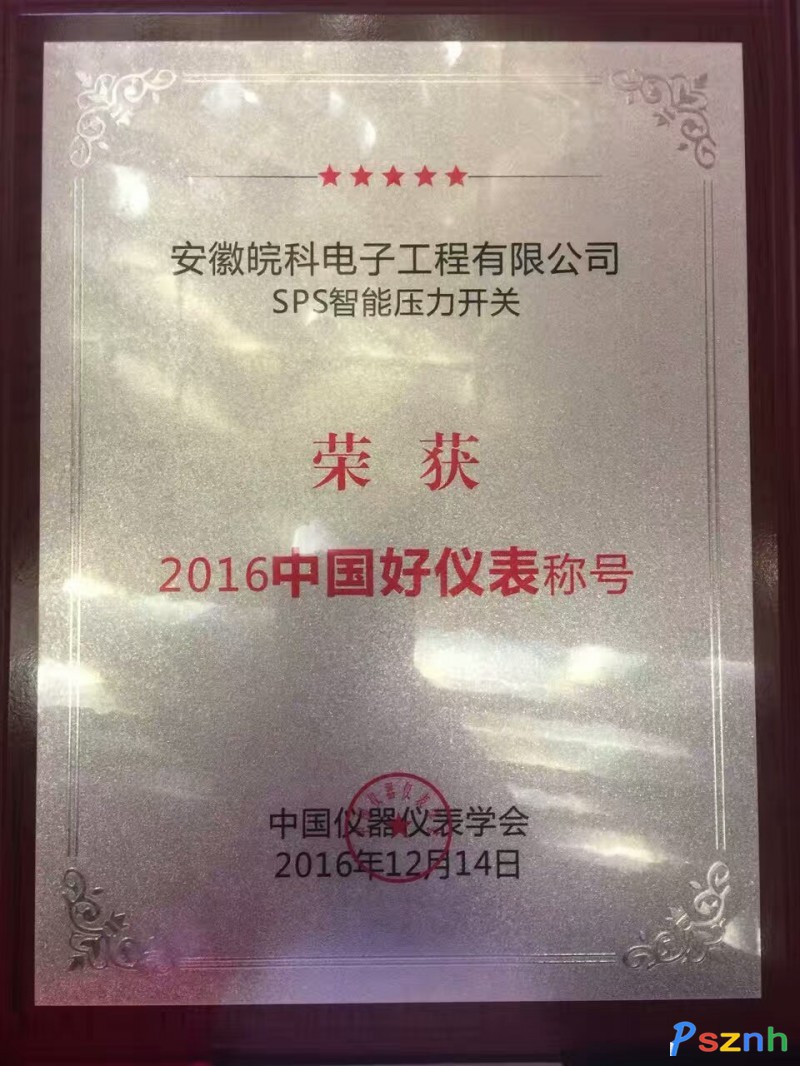 安徽皖科电子工程有限公司
SPS智能压力开关
荣 获
2016中国好仪表称号
中国仪器仪表学会
2016年12月14日
Psznh